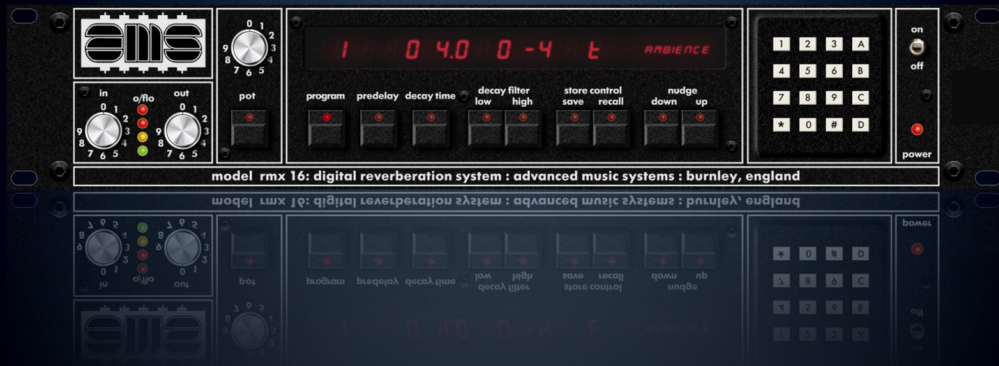 ams
0 1 2 3 4 5 6 7 8 9
1 0 4.0 0 -4 t AMBIENCE
1 2 3 A
4 5 6 B
7 8 9 C
* 0 # D
on
off
in
o/flo
out
0 1 2 3 4 5 6 7 8 9
0 1 2 3 4 5 6 7 8 9
pot
program
predelay
decay time
decay filter
low high
store control
save recall
nudge
down up
power
model rmx 16: digital reverberation system : advanced music systems : burnley, england